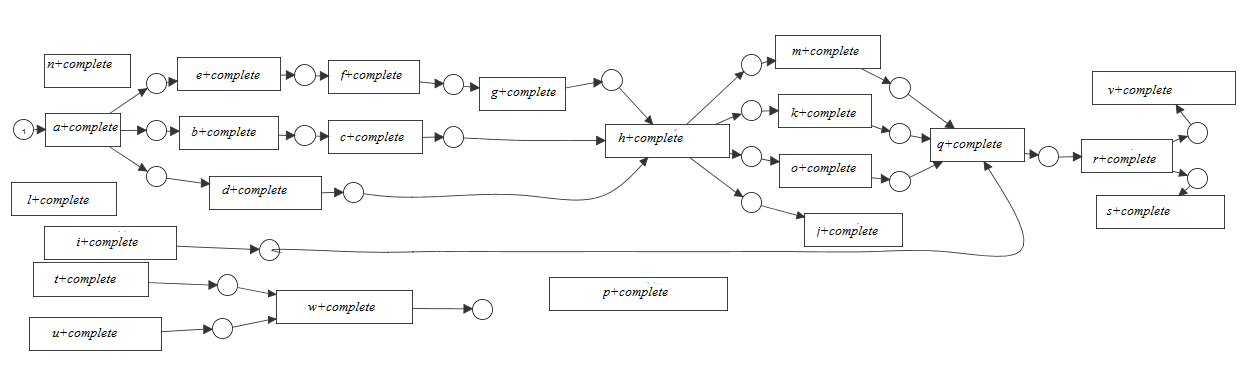 n+complete
e+complete
f+complete
g+complete
m+complete
v+complete
1
a+complete
b+complete
c+complete
h+complete
k+complete
q+complete
r+complete
o+complete
l+complete
d+complete
j+complete
s+complete
i+complete
t+complete
w+complete
p+complete
u+complete